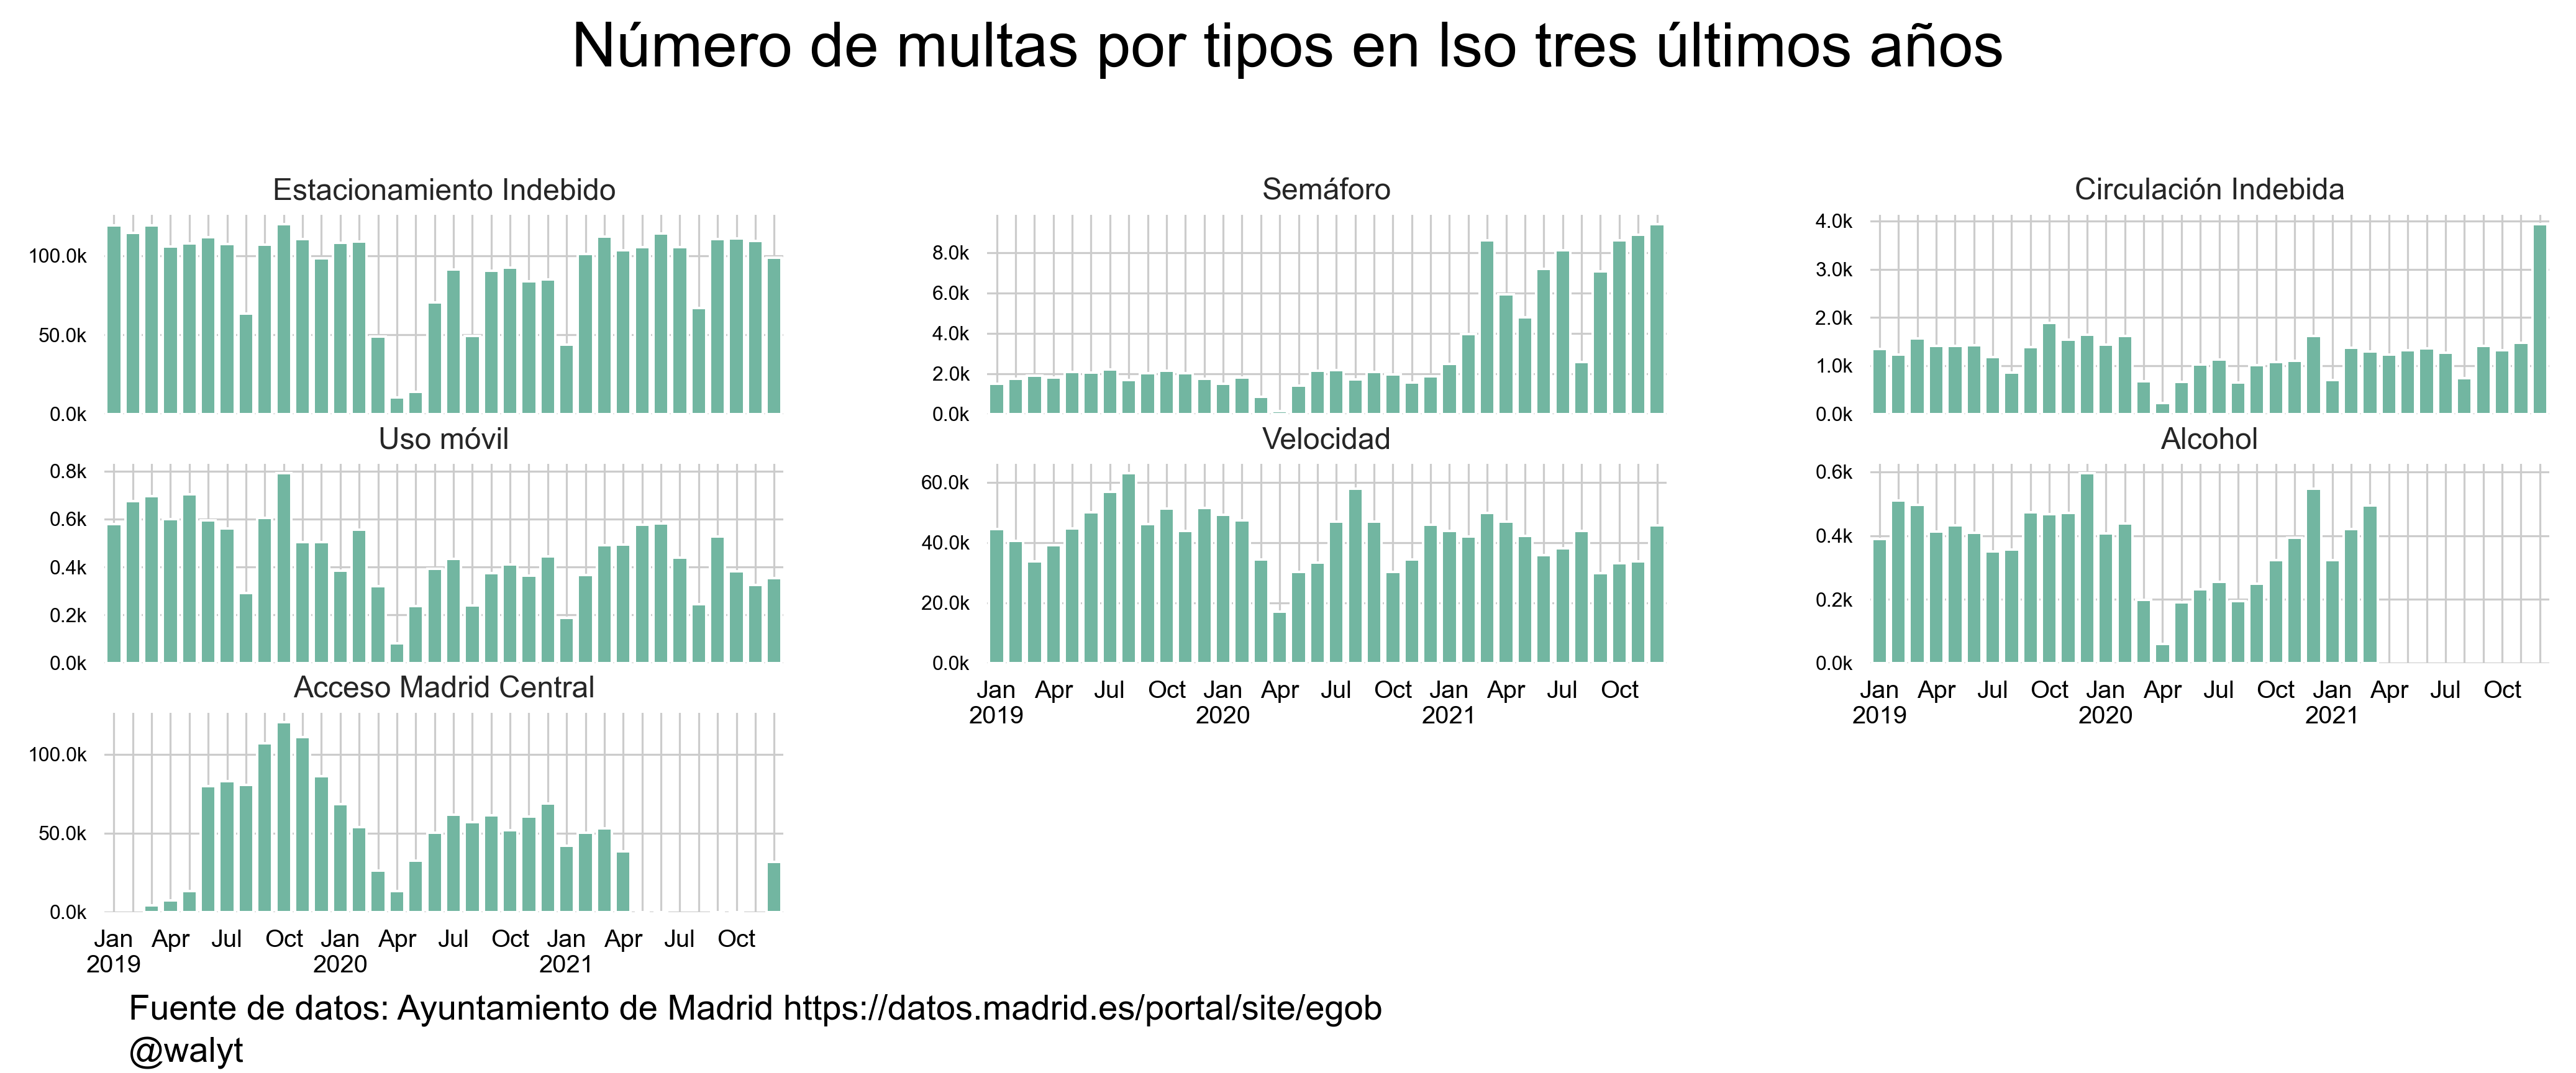 Número de multas por tipos en lso tres últimos años
Estacionamiento Indebido
100.0k
50.0k
0.0k
Semáforo
8.0k
6.0k
4.0k
2.0k
0.0k
Circulación Indebida
4.0k
3.0k
2.0k
1.0k
0.0k
Uso móvil
0.8k
0.6k
0.4k
0.2k
0.0k
Velocidad
60.0k
40.0k
20.0k
0.0k
Jan Apr Jul Oct Jan Apr Jul Oct Jan Apr Jul Oct
2019 2020 2021
Alcohol
0.6k
0.4k
0.2k
0.0k
Jan Apr Jul Oct Jan Apr Jul Oct Jan Apr Jul Oct
2019 2020 2021
Acceso Madrid Central
100.0k
50.0k
0.0k
Jan Apr Jul Oct Jan Apr Jul Oct Jan Apr Jul Oct
2019 2020 2021
Fuente de datos: Ayuntamiento de Madrid https://datos.madrid.es/portal/site/egob
@walyt